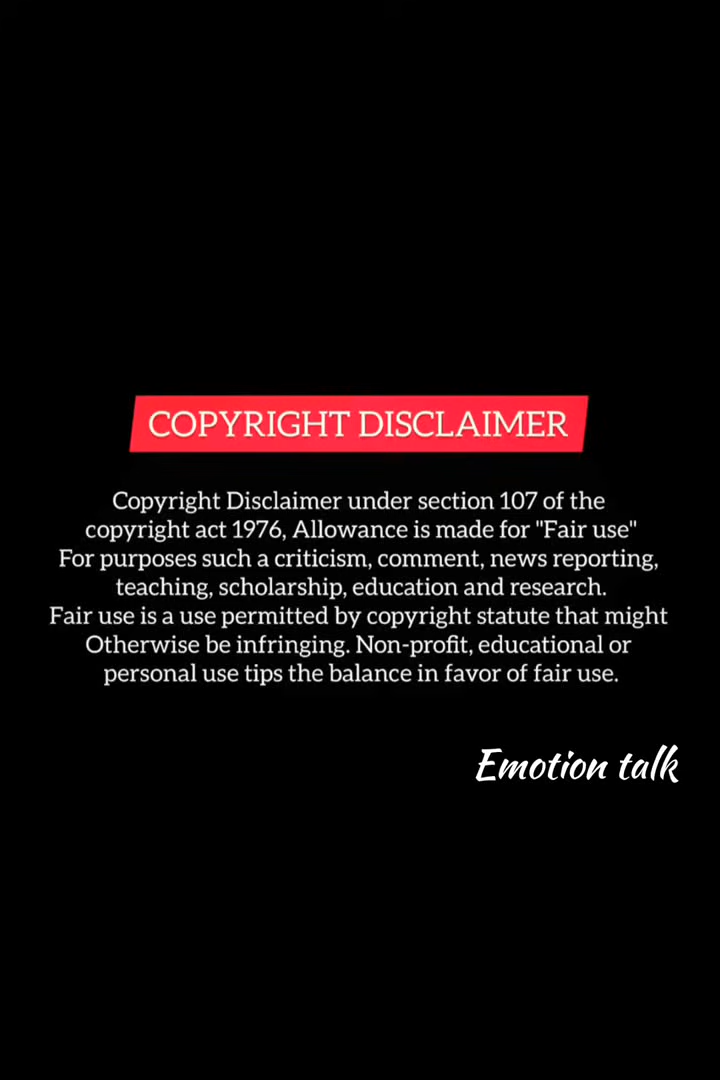 COPYRIGHT DISCLAIMER
Copyright Disclaimer under section 107 of the
copyright act 1976, Allowance is made for "Fair use"
For purposes such a criticism, comment, news reporting,
teaching, scholarship, education and research.
Fair use is a use permitted by copyright statute that might
Otherwise be infringing. Non-profit, educational or
personal use tips the balance in favor of fair use.
Emotion talk